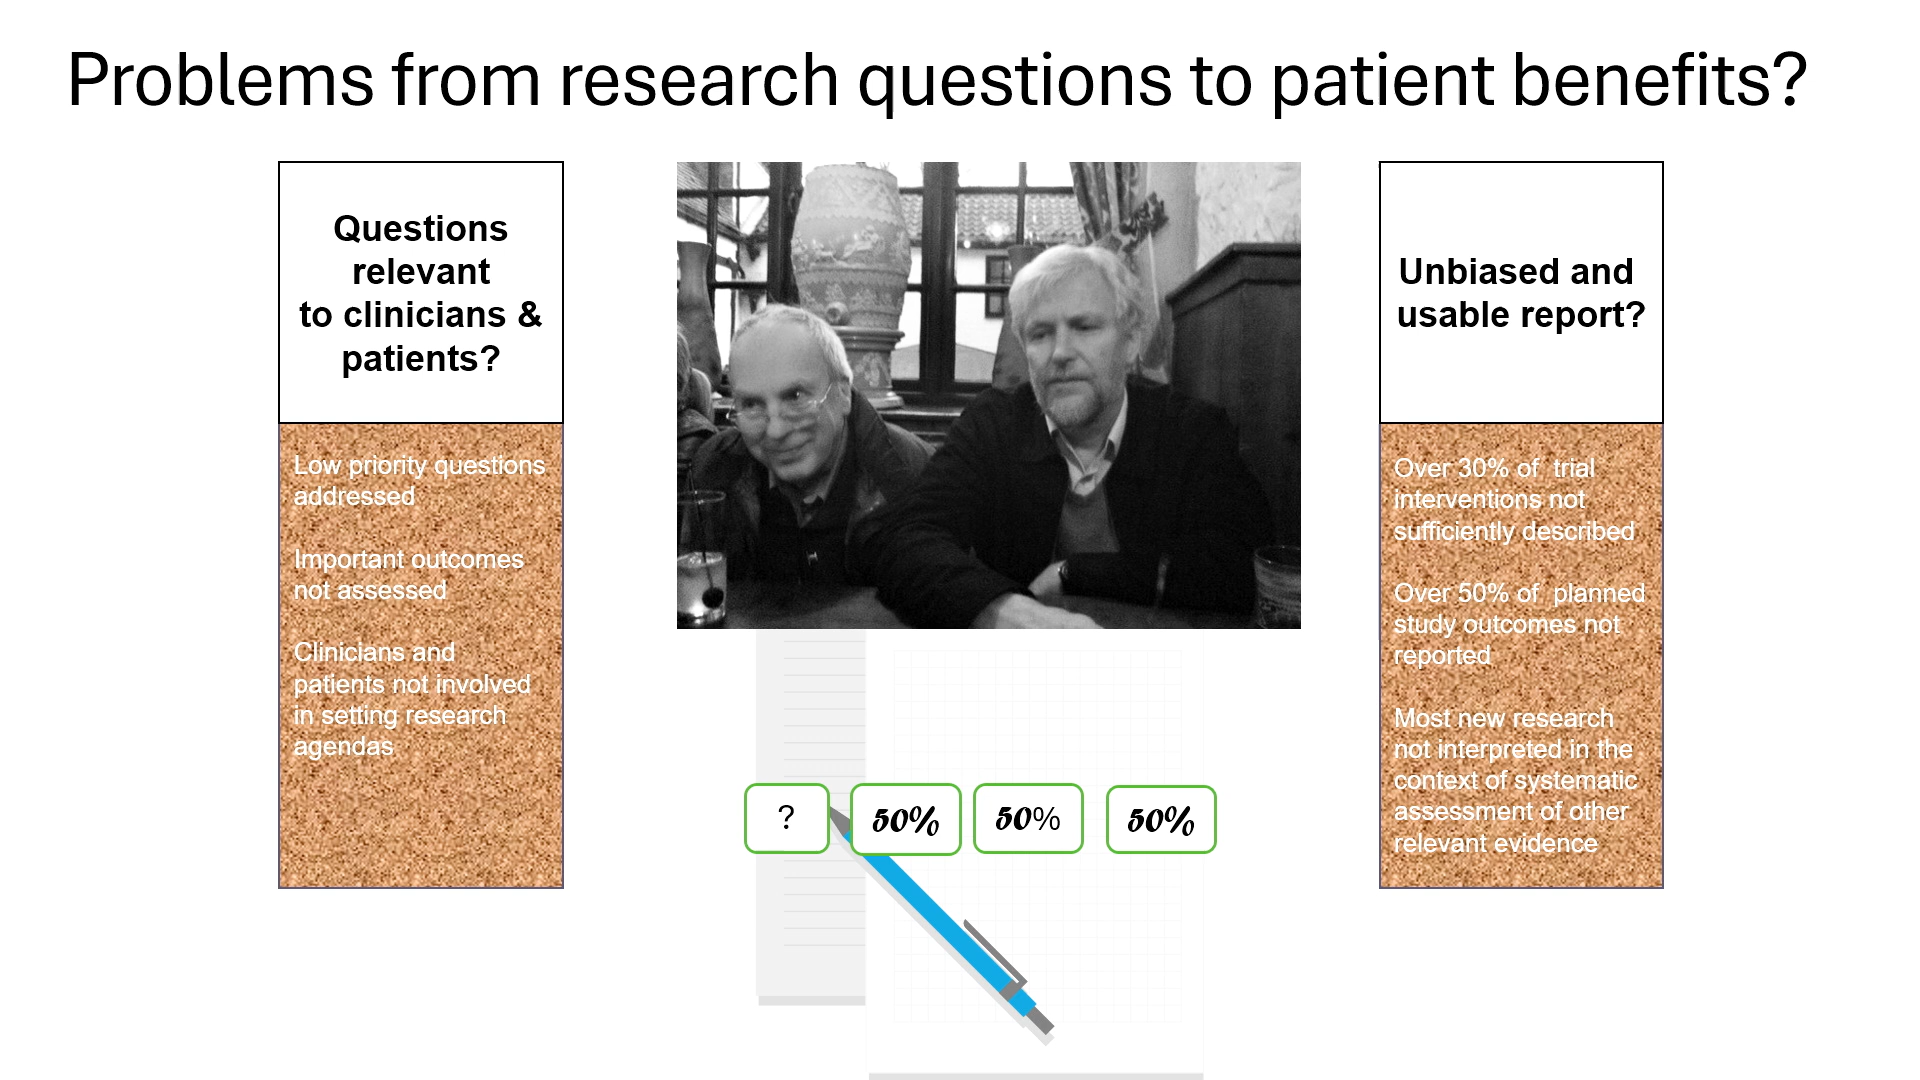 Problems from research questions to patient benefits?
Questions
relevant
to clinicians &
patients?
Low priority questions
addressed
Important outcomes
not assessed
Clinicians and
patients not involved
in setting research
agendas
? 50% 50% 50%
Unbiased and
usable report?
Over 30% of  trial
interventions not
sufficiently described
Over 50% of  planned
study outcomes not
reported
Most new research
not interpreted in the
context of systematic
assessment of other
relevant evidence